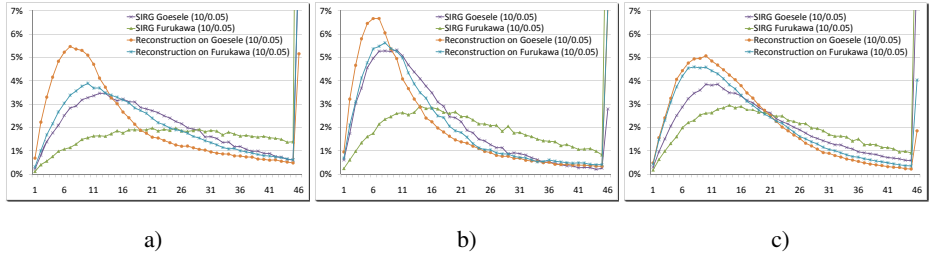 7%
6%
5%
4%
3%
2%
1%
0%
SIRG Goesele (10/0.05)
SIRG Furukawa (10/0.05)
Reconstruction on Goesele (10/0.05)
Reconstruction on Furukawa (10/0.05)
1 6 11 16 21 26 31 36 41 46
7%
6%
5%
4%
3%
2%
1%
0%
SIRG Goesele (10/0.05)
SIRG Furukawa (10/0.05)
Reconstruction on Goesele (10/0.05)
Reconstruction on Furukawa (10/0.05)
1 6 11 16 21 26 31 36 41 46
7%
6%
5%
4%
3%
2%
1%
0%
SIRG Goesele (10/0.05)
SIRG Furukawa (10/0.05)
Reconstruction on Goesele (10/0.05)
Reconstruction on Furukawa (10/0.05)
1 6 11 16 21 26 31 36 41 46
a) b) c)